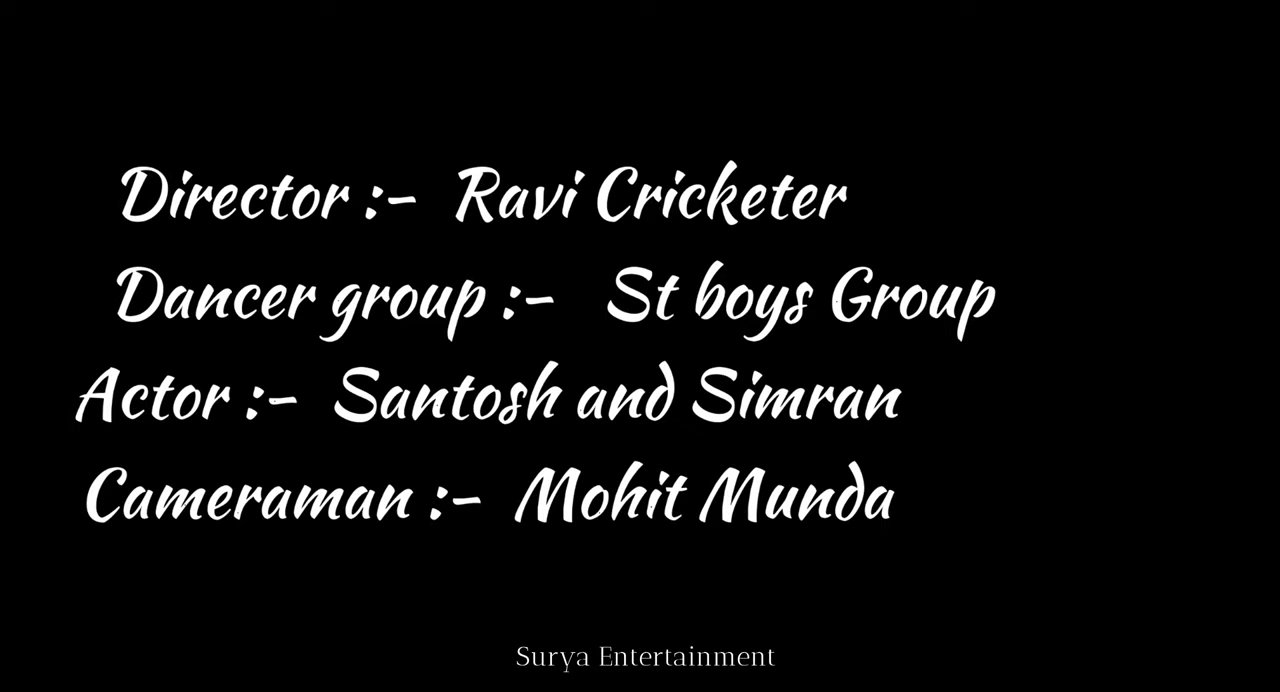 Director :- Ravi Cricketer
Dancer group :- St boys Group
Actor :- Santosh and Simran
Cameraman :- Mohit Munda
Surya Entertainment